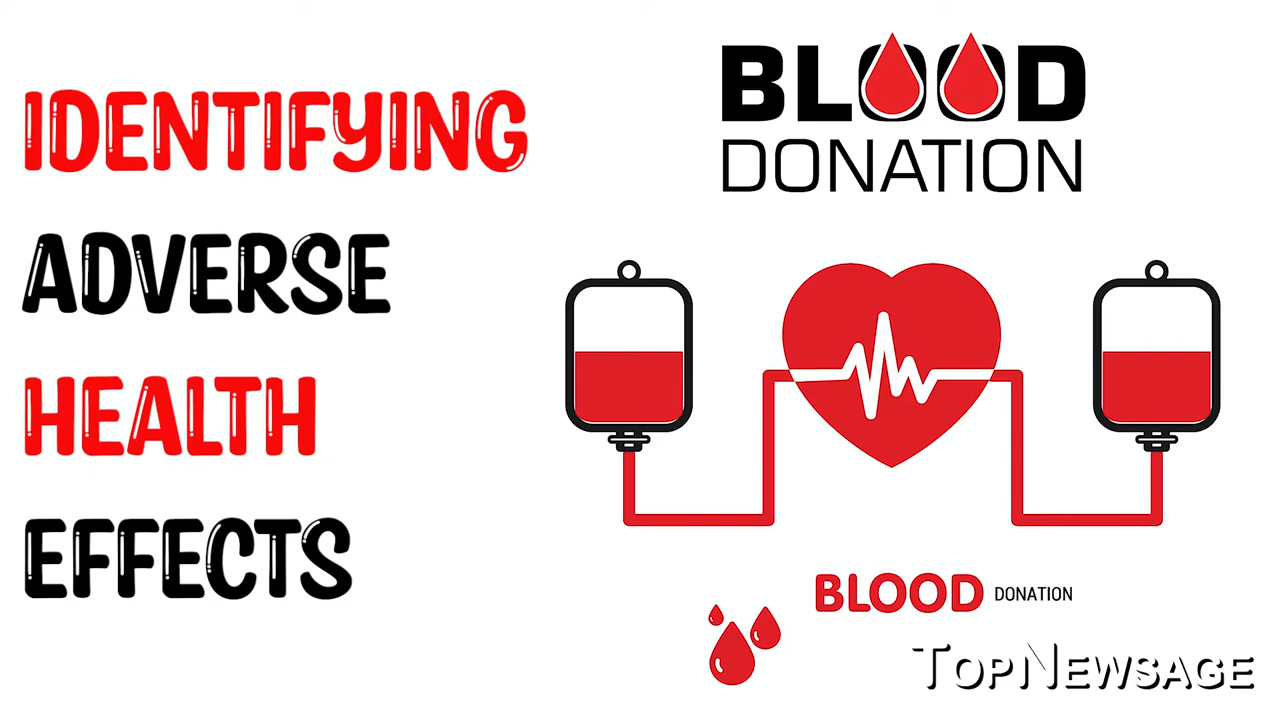 IDENTIFYING
ADVERSE
HEALTH
EFFECTS
BLOOD
DONATION
BLOOD DONATION
TOPNEWSAGE